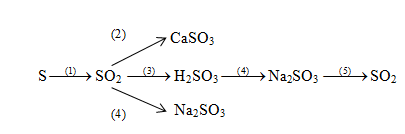 (2) CaSO₃
S (1) SO₂ (3) H₂SO₃ (4) Na₂SO₃ (5) SO₂
(4) Na₂SO₃